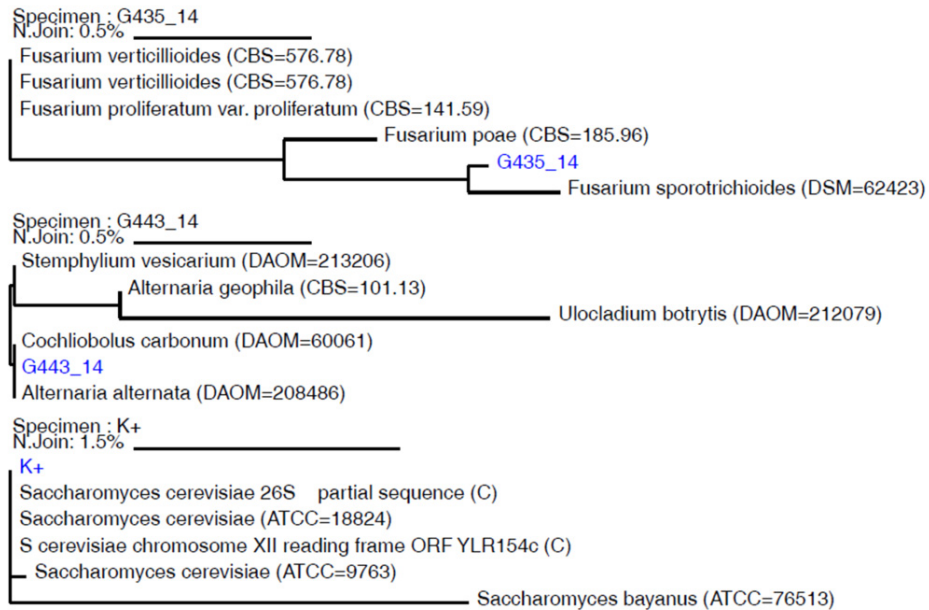 Specimen : G435_14
N.Join: 0.5%
Fusarium verticillioides (CBS=576.78)
Fusarium verticillioides (CBS=576.78)
Fusarium proliferatum var. proliferatum (CBS=141.59)
Fusarium poae (CBS=185.96)
G435_14
Fusarium sporotrichioides (DSM=62423)
Specimen : G443_14
N.Join: 0.5%
Stemphylium vesicarium (DAOM=213206)
Alternaria geophila (CBS=101.13)
Ulocladium botrytis (DAOM=212079)
Cochliobolus carbonum (DAOM=60061)
G443_14
Alternaria alternata (DAOM=208486)
Specimen : K+
N.Join: 1.5%
K+
Saccharomyces cerevisiae 26S partial sequence (C)
Saccharomyces cerevisiae (ATCC=18824)
S cerevisiae chromosome XII reading frame ORF YLR154c (C)
Saccharomyces cerevisiae (ATCC=9763)
Saccharomyces bayanus (ATCC=76513)